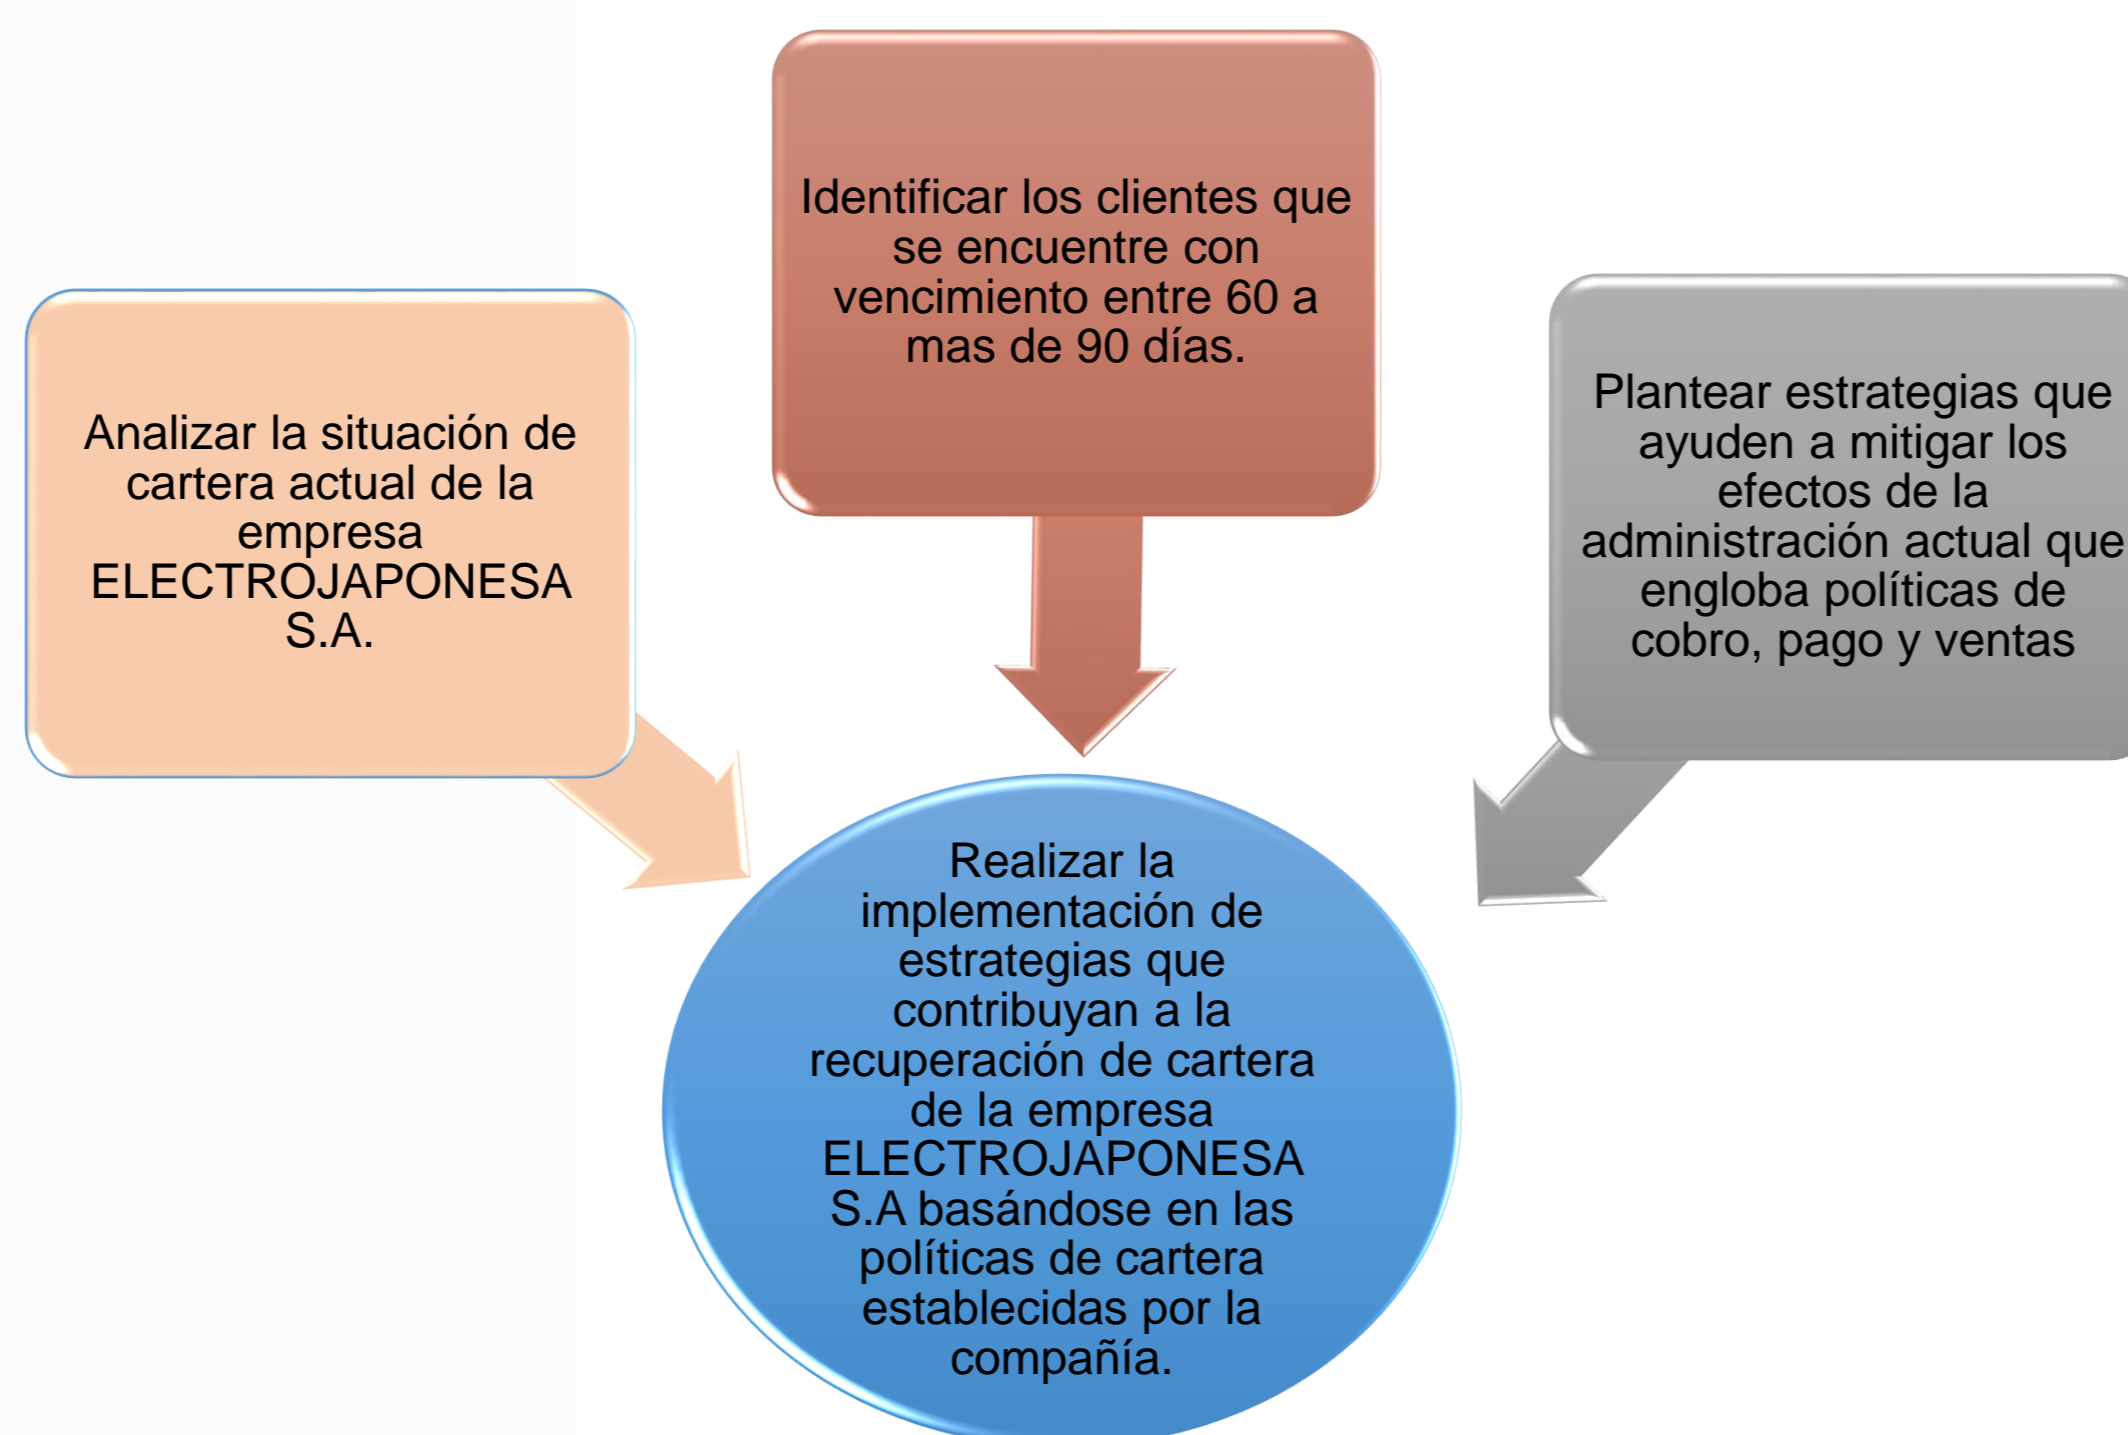 Identificar los clientes que
se encuentre con
vencimiento entre 60 a
mas de 90 días.
Analizar la situación de
cartera actual de la
empresa
ELECTROJAPONESA
S.A.
Plantear estrategias que
ayuden a mitigar los
efectos de la
administración actual que
engloba políticas de
cobro, pago y ventas
Realizar la
implementación de
estrategias que
contribuyan a la
recuperación de cartera
de la empresa
ELECTROJAPONESA
S.A basándose en las
políticas de cartera
establecidas por la
compañía.